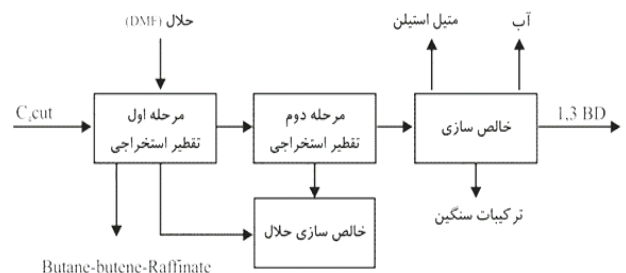 حلال (DMF)
متیل استیلن
آب
C₄cut
مرحله اول
تقطیر استخراجی
مرحله دوم
تقطیر استخراجی
خالص سازی
1,3 BD
خالص سازی حلال
ترکیبات سنگین
Butane-butene-Raffinate